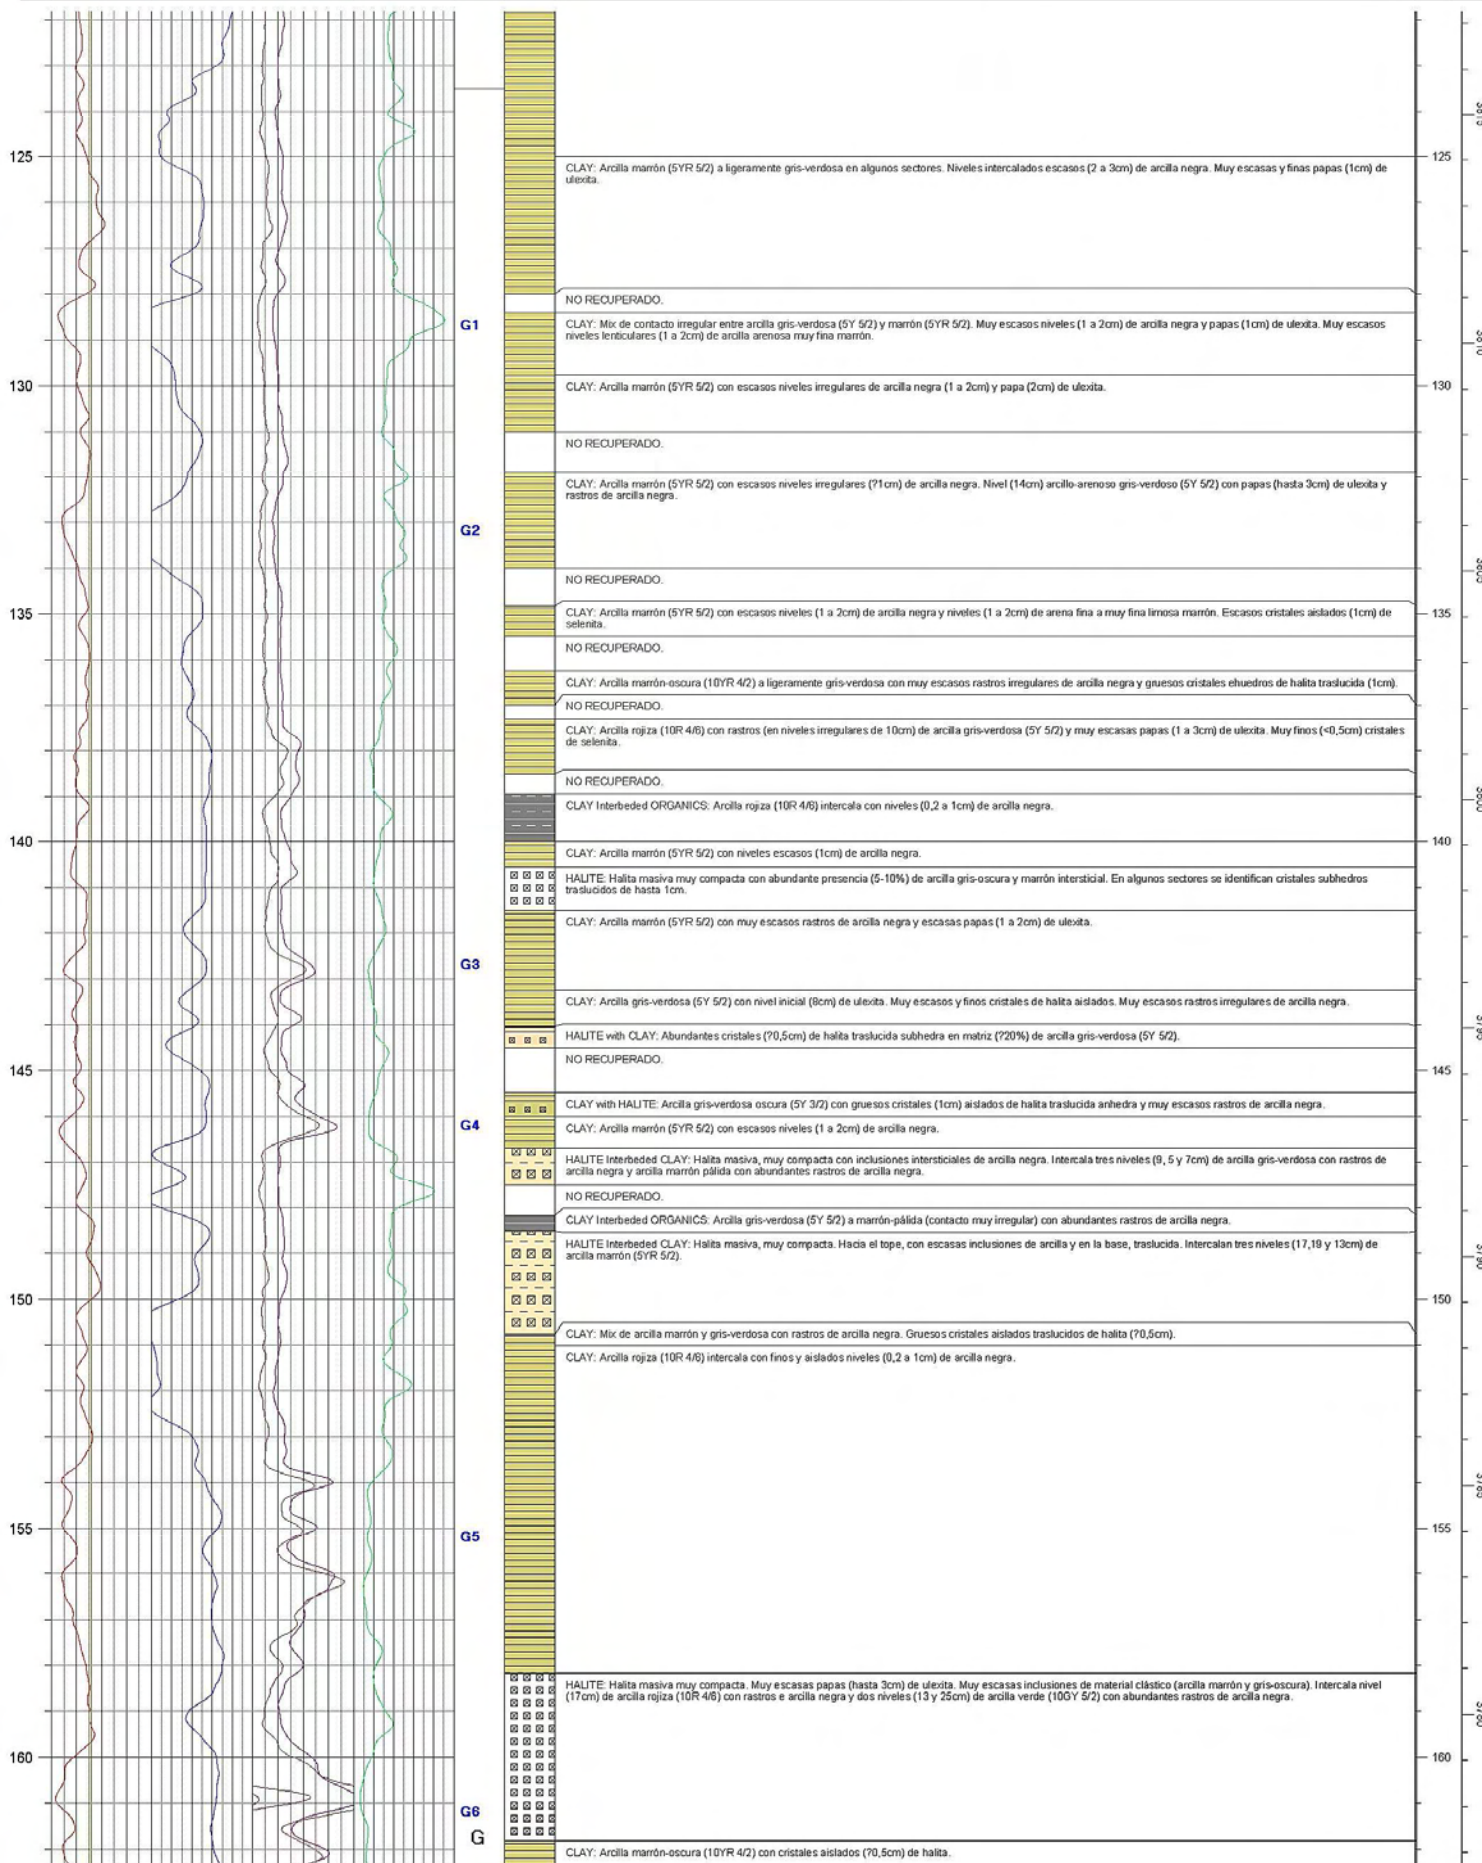 125
CLAY: Arcilla marrón (5YR 5/2) a ligeramente gris-verdosa en algunos sectores. Niveles intercalados escasos (2 a 3cm) de arcilla negra. Muy escasas y finas papas (1cm) de
ulexita.
125
NO RECUPERADO.
G1
CLAY: Mix de contacto irregular entre arcilla gris-verdosa (5Y 5/2) y marrón (5YR 5/2). Muy escasos niveles (1 a 2cm) de arcilla negra y papas (1cm) de ulexita. Muy escasos
niveles lenticulares (1 a 2cm) de arcilla arenosa muy fina marrón.
130
CLAY: Arcilla marrón (5YR 5/2) con escasos niveles irregulares de arcilla negra (1 a 2cm) y papa (2cm) de ulexita.
130
NO RECUPERADO.
CLAY: Arcilla marrón (5YR 5/2) con escasos niveles irregulares (?1cm) de arcilla negra. Nivel (14cm) arcillo-arenoso gris-verdoso (5Y 5/2) con papas (hasta 3cm) de ulexita y
rastros de arcilla negra.
G2
NO RECUPERADO.
135
CLAY: Arcilla marrón (5YR 5/2) con escasos niveles (1 a 2cm) de arcilla negra y niveles (1 a 2cm) de arena fina a muy fina limosa marrón. Escasos cristales aislados (1cm) de
selenita.
135
NO RECUPERADO.
CLAY: Arcilla marrón-oscura (10YR 4/2) a ligeramente gris-verdosa con muy escasos rastros irregulares de arcilla negra y gruesos cristales ehuedros de halita traslucida (1cm).
NO RECUPERADO.
CLAY: Arcilla rojiza (10R 4/6) con rastros (en niveles irregulares de 10cm) de arcilla gris-verdosa (5Y 5/2) y muy escasas papas (1 a 3cm) de ulexita. Muy finos (<0,5cm) cristales
de selenita.
NO RECUPERADO.
CLAY Interbeded ORGANICS: Arcilla rojiza (10R 4/6) intercala con niveles (0,2 a 1cm) de arcilla negra.
140
140
CLAY: Arcilla marrón (5YR 5/2) con niveles escasos (1cm) de arcilla negra.
HALITE: Halita masiva muy compacta con abundante presencia (5-10%) de arcilla gris-oscura y marrón intersticial. En algunos sectores se identifican cristales subhedros
traslucidos de hasta 1cm.
CLAY: Arcilla marrón (5YR 5/2) con muy escasos rastros de arcilla negra y escasas papas (1 a 2cm) de ulexita.
G3
CLAY: Arcilla gris-verdosa (5Y 5/2) con nivel inicial (8cm) de ulexita. Muy escasos y finos cristales de halita aislados. Muy escasos rastros irregulares de arcilla negra.
HALITE with CLAY: Abundantes cristales (?0,5cm) de halita traslucida subhedra en matriz (?20%) de arcilla gris-verdosa (5Y 5/2).
NO RECUPERADO.
145
145
CLAY with HALITE: Arcilla gris-verdosa oscura (5Y 3/2) con gruesos cristales (1cm) aislados de halita traslucida anhedra y muy escasos rastros de arcilla negra.
G4
CLAY: Arcilla marrón (5YR 5/2) con escasos niveles (1 a 2cm) de arcilla negra.
HALITE Interbeded CLAY: Halita masiva, muy compacta con inclusiones intersticiales de arcilla negra. Intercala tres niveles (9, 5 y 7cm) de arcilla gris-verdosa con rastros de
arcilla negra y arcilla marrón pálida con abundantes rastros de arcilla negra.
NO RECUPERADO.
CLAY Interbeded ORGANICS: Arcilla gris-verdosa (5Y 5/2) a marrón-pálida (contacto muy irregular) con abundantes rastros de arcilla negra.
HALITE Interbeded CLAY: Halita masiva, muy compacta. Hacia el tope, con escasas inclusiones de arcilla y en la base, traslucida. Intercalan tres niveles (17,19 y 13cm) de
arcilla marrón (5YR 5/2).
150
150
CLAY: Mix de arcilla marrón y gris-verdosa con rastros de arcilla negra. Gruesos cristales aislados traslucidos de halita (?0,5cm).
CLAY: Arcilla rojiza (10R 4/6) intercala con finos y aislados niveles (0,2 a 1cm) de arcilla negra.
155
155
G5
HALITE: Halita masiva muy compacta. Muy escasas papas (hasta 3cm) de ulexita. Muy escasas inclusiones de material clástico (arcilla marrón y gris-oscura). Intercala nivel
(17cm) de arcilla rojiza (10R 4/6) con rastros e arcilla negra y dos niveles (13 y 25cm) de arcilla verde (10GY 5/2) con abundantes rastros de arcilla negra.
160
160
G6
G
CLAY: Arcilla marrón-oscura (10YR 4/2) con cristales aislados (?0,5cm) de halita.